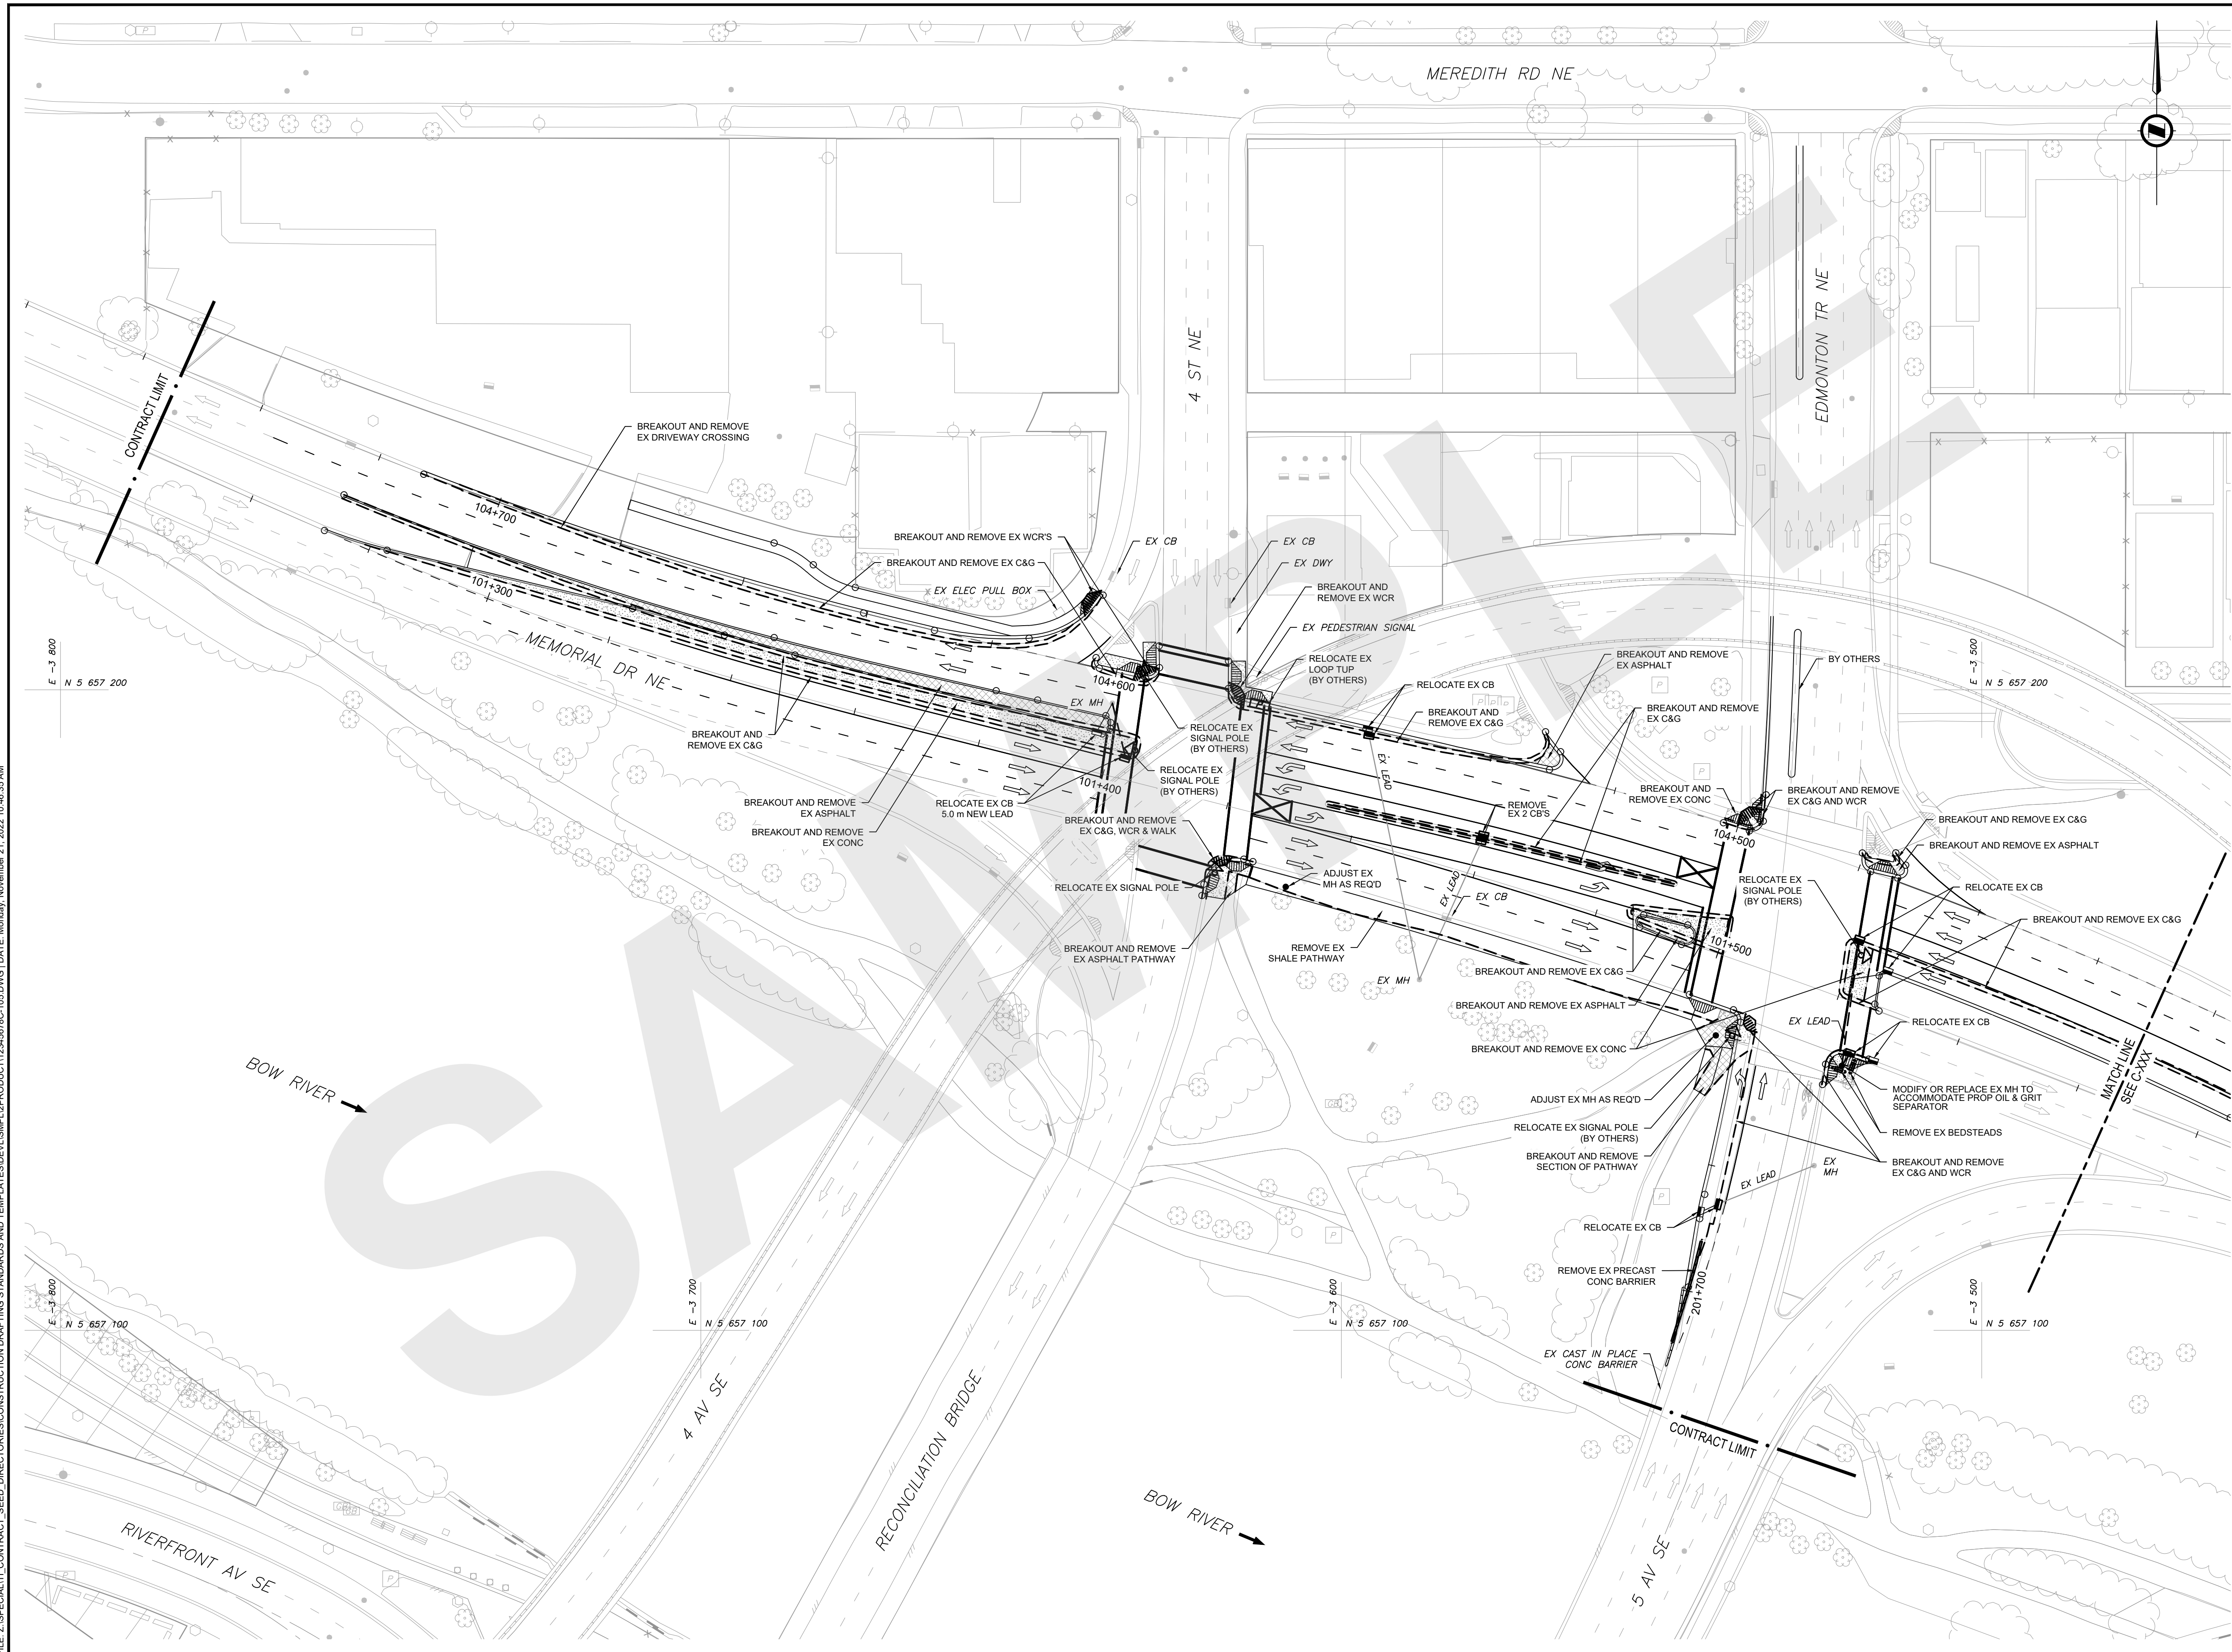 MEREDITH RD NE
4 ST NE
EDMONTON TR NE
CONTRACT LIMIT
BREAKOUT AND REMOVE
EX DRIVEWAY CROSSING
104+700
101+300
MEMORIAL DR NE
E -3 800
N 5 657 200
BREAKOUT AND REMOVE EX WCR'S
BREAKOUT AND REMOVE EX C&G
EX ELEC PULL BOX
EX CB
EX CB
EX DWY
BREAKOUT AND
REMOVE EX WCR
EX PEDESTRIAN SIGNAL
RELOCATE EX
LOOP TUP
(BY OTHERS)
RELOCATE EX CB
BREAKOUT AND
REMOVE EX C&G
BREAKOUT AND REMOVE
EX ASPHALT
BY OTHERS
BREAKOUT AND REMOVE
EX C&G
E -3 500
N 5 657 200
104+600
EX MH
RELOCATE EX
SIGNAL POLE
(BY OTHERS)
BREAKOUT AND
REMOVE EX C&G
RELOCATE EX
SIGNAL POLE
(BY OTHERS)
101+400
BREAKOUT AND REMOVE
EX ASPHALT
BREAKOUT AND REMOVE
EX CONC
RELOCATE EX CB
5.0 m NEW LEAD
BREAKOUT AND REMOVE
EX C&G, WCR & WALK
RELOCATE EX SIGNAL POLE
BREAKOUT AND REMOVE
EX ASPHALT PATHWAY
EX LEAD
REMOVE
EX 2 CB'S
ADJUST EX
MH AS REQ'D
EX LEAD
EX CB
REMOVE EX
SHALE PATHWAY
EX MH
BREAKOUT AND
REMOVE EX CONC
BREAKOUT AND REMOVE
EX C&G AND WCR
104+500
BREAKOUT AND REMOVE EX C&G
BREAKOUT AND REMOVE EX ASPHALT
RELOCATE EX
SIGNAL POLE
(BY OTHERS)
RELOCATE EX CB
BREAKOUT AND REMOVE EX C&G
101+500
BREAKOUT AND REMOVE EX C&G
BREAKOUT AND REMOVE EX ASPHALT
BREAKOUT AND REMOVE EX CONC
EX LEAD
RELOCATE EX CB
MATCH LINE
SEE C-XXX
MODIFY OR REPLACE EX MH TO
ACCOMMODATE PROP OIL & GRIT
SEPARATOR
REMOVE EX BEDSTEADS
BREAKOUT AND REMOVE
EX C&G AND WCR
ADJUST EX MH AS REQ'D
RELOCATE EX SIGNAL POLE
(BY OTHERS)
BREAKOUT AND REMOVE
SECTION OF PATHWAY
EX LEAD
EX
MH
RELOCATE EX CB
REMOVE EX PRECAST
CONC BARRIER
201+700
EX CAST IN PLACE
CONC BARRIER
CONTRACT LIMIT
BOW RIVER
E -3 800
N 5 657 100
E -3 700
N 5 657 100
E -3 600
N 5 657 100
E -3 500
N 5 657 100
4 AV SE
RECONCILIATION BRIDGE
BOW RIVER
5 AV SE
RIVERFRONT AV SE
SAMPLE